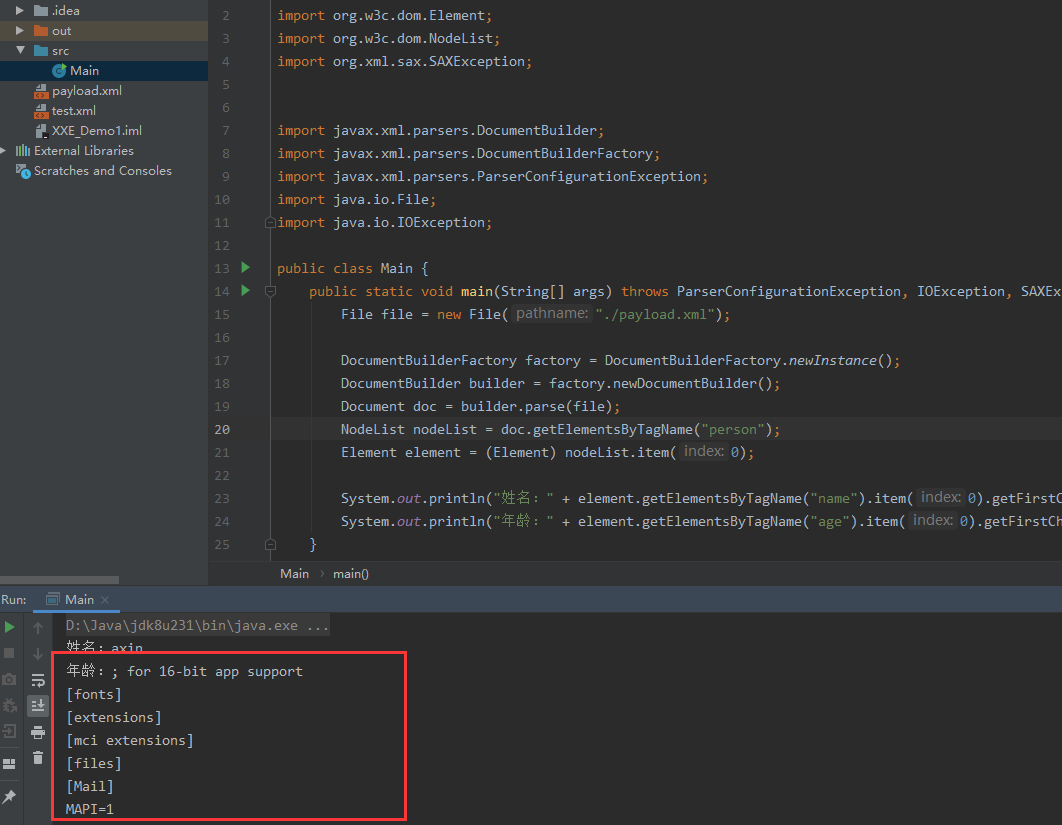 .idea
out
src
Main
payload.xml
test.xml
XXE_Demo1.iml
External Libraries
Scratches and Consoles
2 import org.w3c.dom.Element;
3 import org.w3c.dom.NodeList;
4 import org.xml.sax.SAXException;
5
6
7 import javax.xml.parsers.DocumentBuilder;
8 import javax.xml.parsers.DocumentBuilderFactory;
9 import javax.xml.parsers.ParserConfigurationException;
10 import java.io.File;
11 import java.io.IOException;
12
13 public class Main {
14 public static void main(String[] args) throws ParserConfigurationException, IOException, SAXEx
15 File file = new File( pathname: "./payload.xml");
16
17 DocumentBuilderFactory factory = DocumentBuilderFactory.newInstance();
18 DocumentBuilder builder = factory.newDocumentBuilder();
19 Document doc = builder.parse(file);
20 NodeList nodeList = doc.getElementsByTagName("person");
21 Element element = (Element) nodeList.item( index: 0);
22
23 System.out.println("姓名：" + element.getElementsByTagName("name").item( index: 0).getFirstC
24 System.out.println("年龄：" + element.getElementsByTagName("age").item( index: 0).getFirstCh
25 }
Main › main()
Run: Main ×
D:\Java\jdk8u231\bin\java.exe ...
姓名：axin
年龄：; for 16-bit app support
[fonts]
[extensions]
[mci extensions]
[files]
[Mail]
MAPI=1